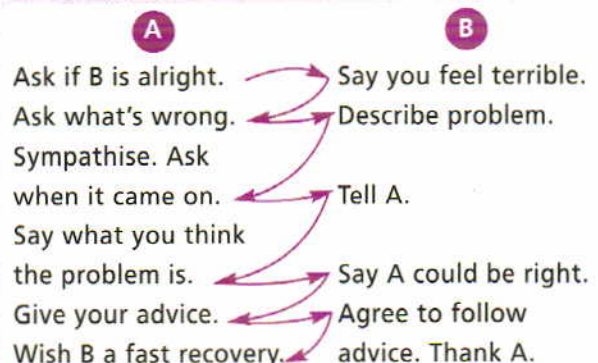 A
Ask if B is alright.
Ask what's wrong.
Sympathise. Ask
when it came on.
Say what you think
the problem is.
Give your advice.
Wish B a fast recovery.
B
Say you feel terrible.
Describe problem.
Tell A.
Say A could be right.
Agree to follow
advice. Thank A.